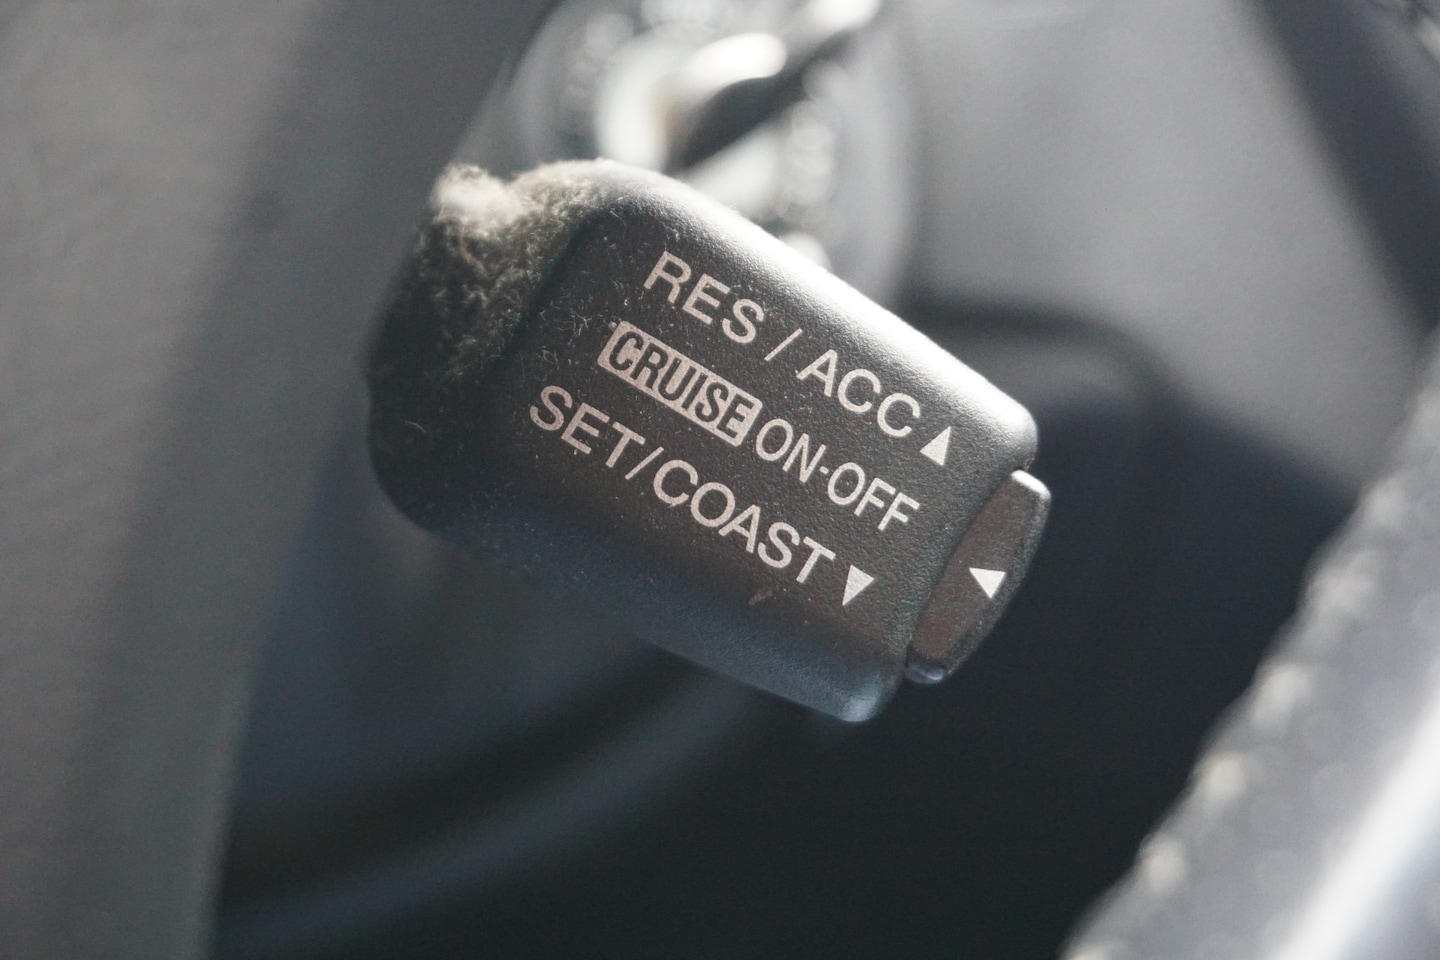 RES / ACC ▲
CRUISE ON·OFF
SET/COAST ▼
◀